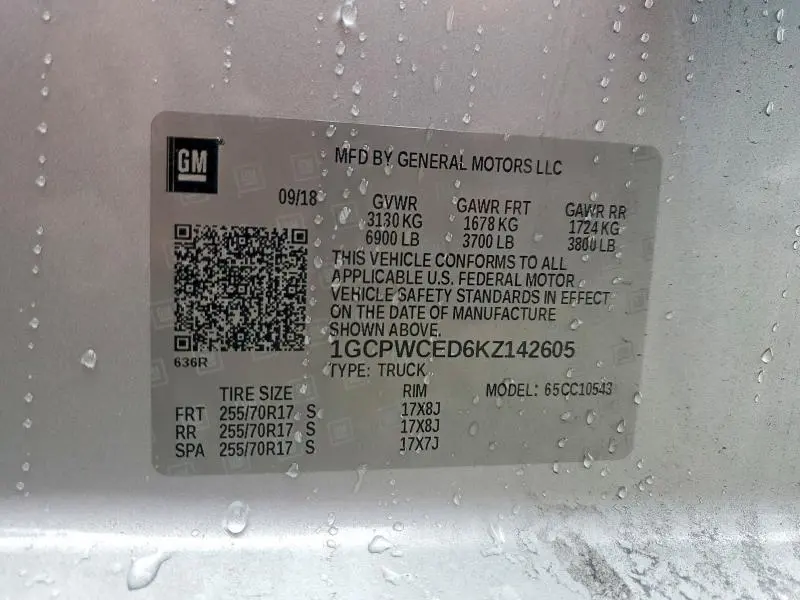 GM
MFD BY GENERAL MOTORS LLC
09/18
GVWR GAWR FRT GAWR RR
3130 KG 1678 KG 1724 KG
6900 LB 3700 LB 3800 LB
THIS VEHICLE CONFORMS TO ALL
APPLICABLE U.S. FEDERAL MOTOR
VEHICLE SAFETY STANDARDS IN EFFECT
ON THE DATE OF MANUFACTURE
SHOWN ABOVE.
636R
1GCPWCED6KZ142605
TYPE: TRUCK
TIRE SIZE RIM MODEL: 65CC10543
FRT 255/70R17 S 17X8J
RR 255/70R17 S 17X8J
SPA 255/70R17 S 17X7J